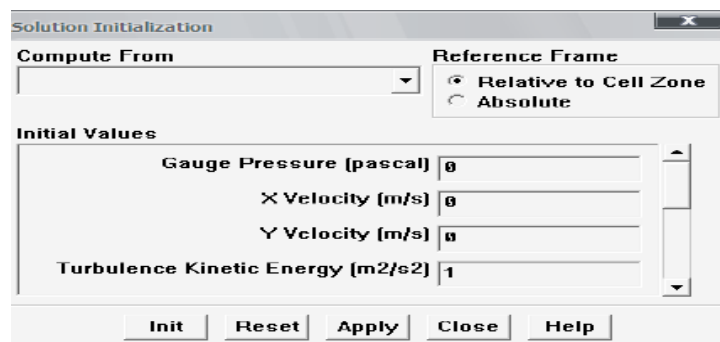 Solution Initialization
x
Compute From
Reference Frame
Relative to Cell Zone
Absolute
Initial Values
Gauge Pressure (pascal) 0
X Velocity (m/s) 0
Y Velocity (m/s) 0
Turbulence Kinetic Energy (m2/s2) 1
Init Reset Apply Close Help